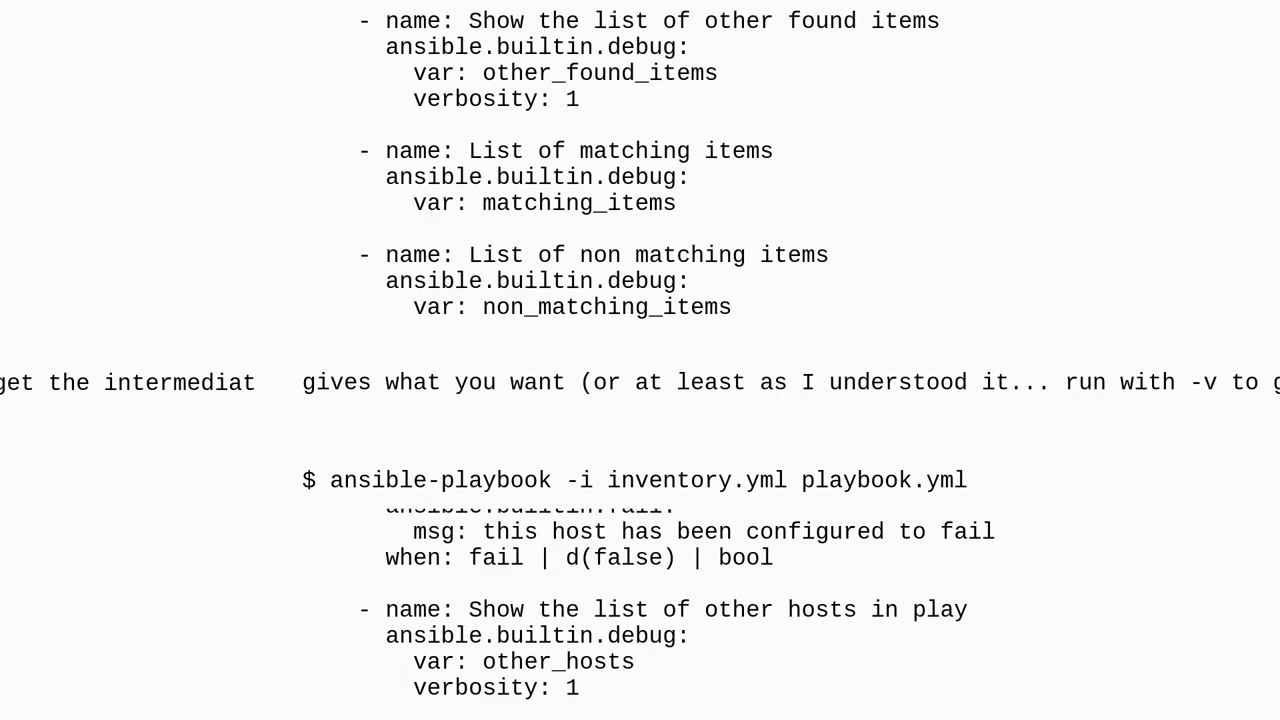 - name: Show the list of other found items
ansible.builtin.debug:
var: other_found_items
verbosity: 1
- name: List of matching items
ansible.builtin.debug:
var: matching_items
- name: List of non matching items
ansible.builtin.debug:
var: non_matching_items
get the intermediat gives what you want (or at least as I understood it... run with -v to g
$ ansible-playbook -i inventory.yml playbook.yml
ansible.builtin.fail:
msg: this host has been configured to fail
when: fail | d(false) | bool
- name: Show the list of other hosts in play
ansible.builtin.debug:
var: other_hosts
verbosity: 1